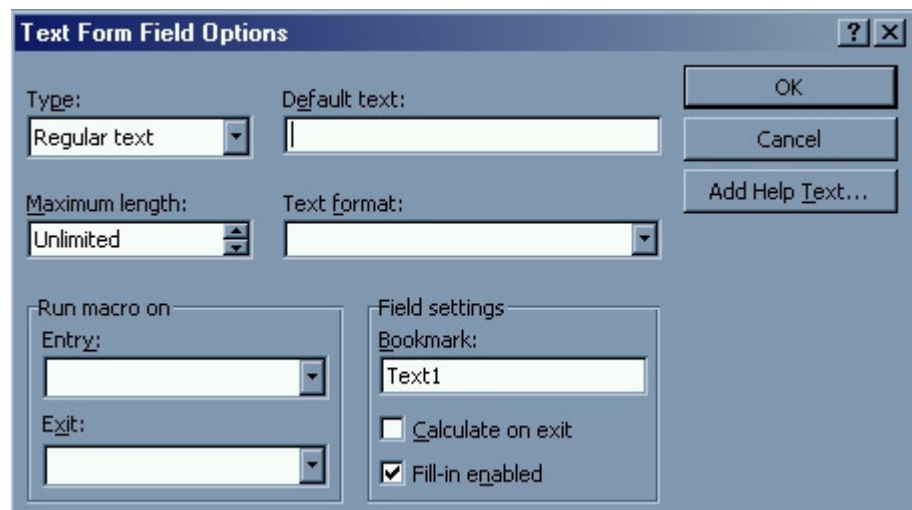 Text Form Field Options
Type:
Default text:
OK
Regular text
Cancel
Maximum length:
Text format:
Add Help Text...
Unlimited
Run macro on
Field settings
Entry:
Bookmark:
Text1
Exit:
Calculate on exit
Fill-in enabled